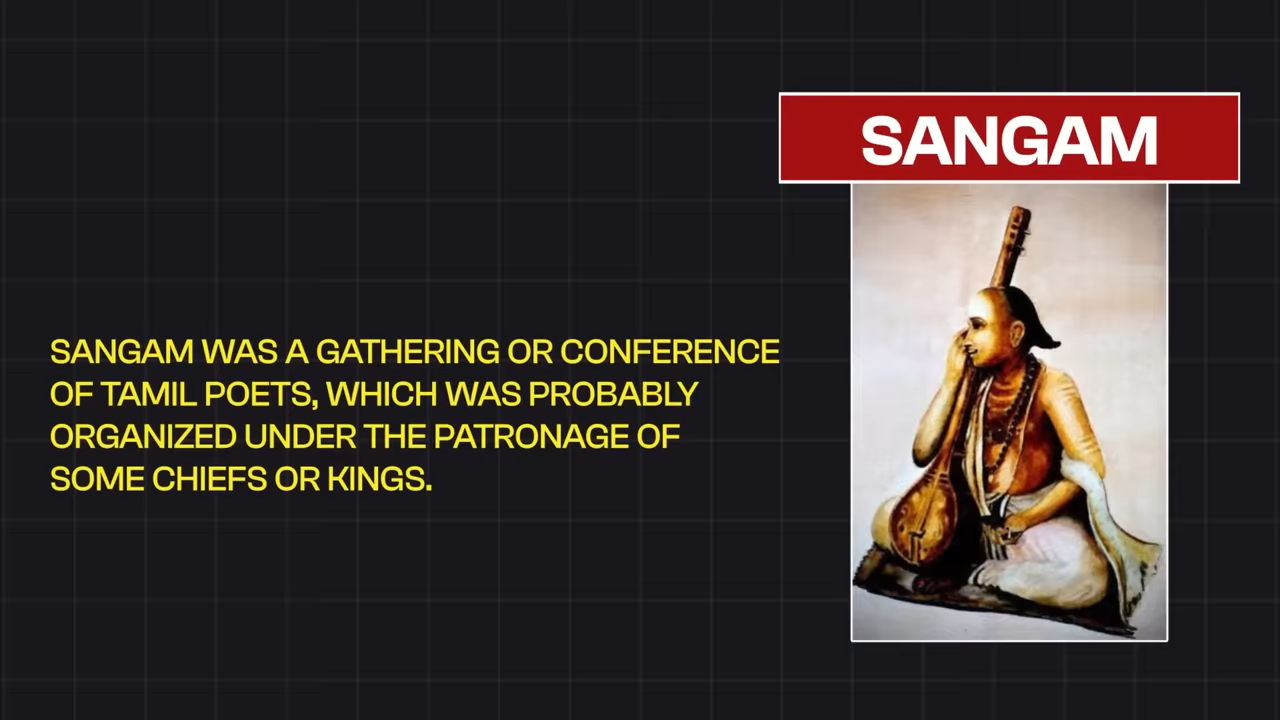 SANGAM
SANGAM WAS A GATHERING OR CONFERENCE
OF TAMIL POETS, WHICH WAS PROBABLY
ORGANIZED UNDER THE PATRONAGE OF
SOME CHIEFS OR KINGS.